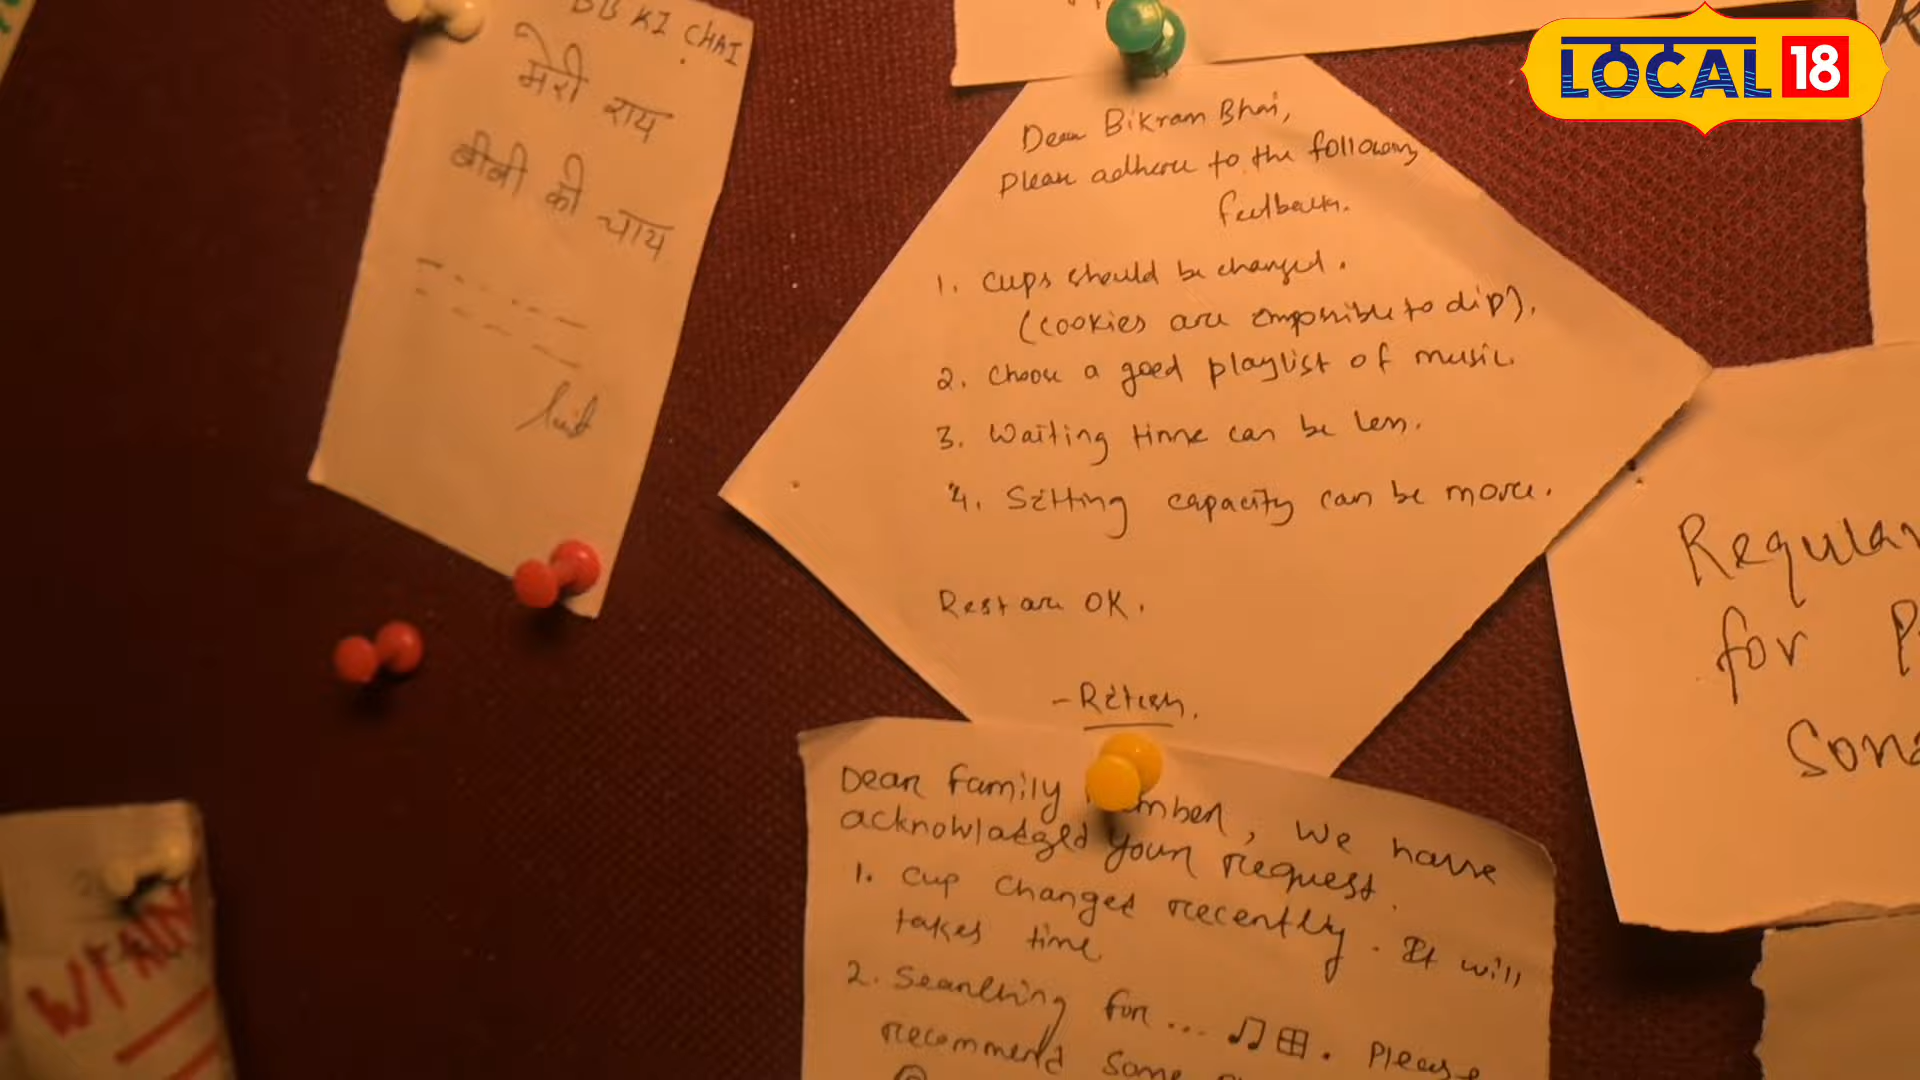 BB KI CHAI
मेरी राय
बीबी की चाय
LOCAL 18
Dear Bikram Bhai,
Please adhere to the following
feedbacks.
1. Cups should be changed.
(cookies are impossible to dip).
2. Choose a good playlist of music.
3. Waiting time can be less.
4. Sitting capacity can be more.
Rest are OK.
- Ritesh.
Dear family member, We have
acknowladged your request.
1. Cup changed recently. It will
takes time.
2. Searching for ... ♫ . Please
recommend some
Regular
for